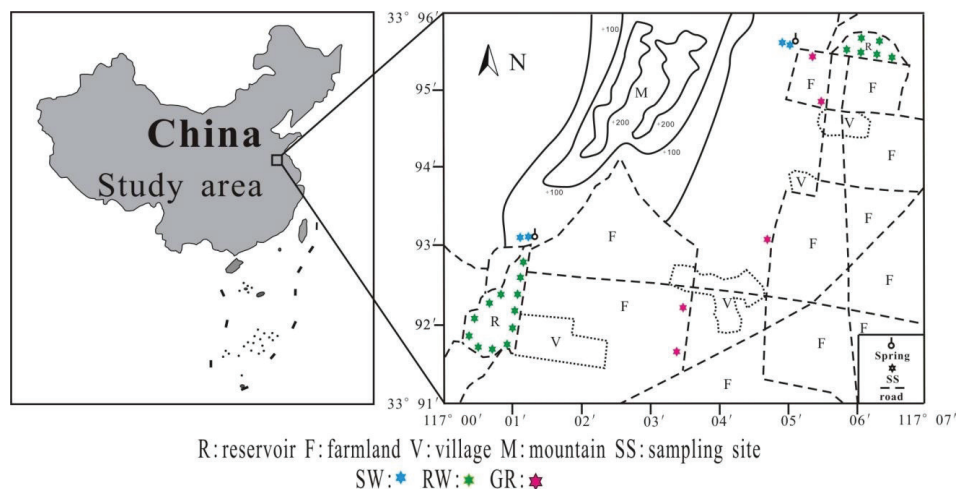 China
Study area
33° 96′
95′
94′
93′
92′
33° 91′
117° 00′ 01′ 02′ 03′ 04′ 05′ 06′ 117° 07′
N
-100
M
-200
-200
-100
-100
R
F
F
V
F
V
F
F
F
F
V
F
R
V
F
F
F
Spring
SS
road
R:reservoir F:farmland V:village M:mountain SS:sampling site
SW: RW: GR: